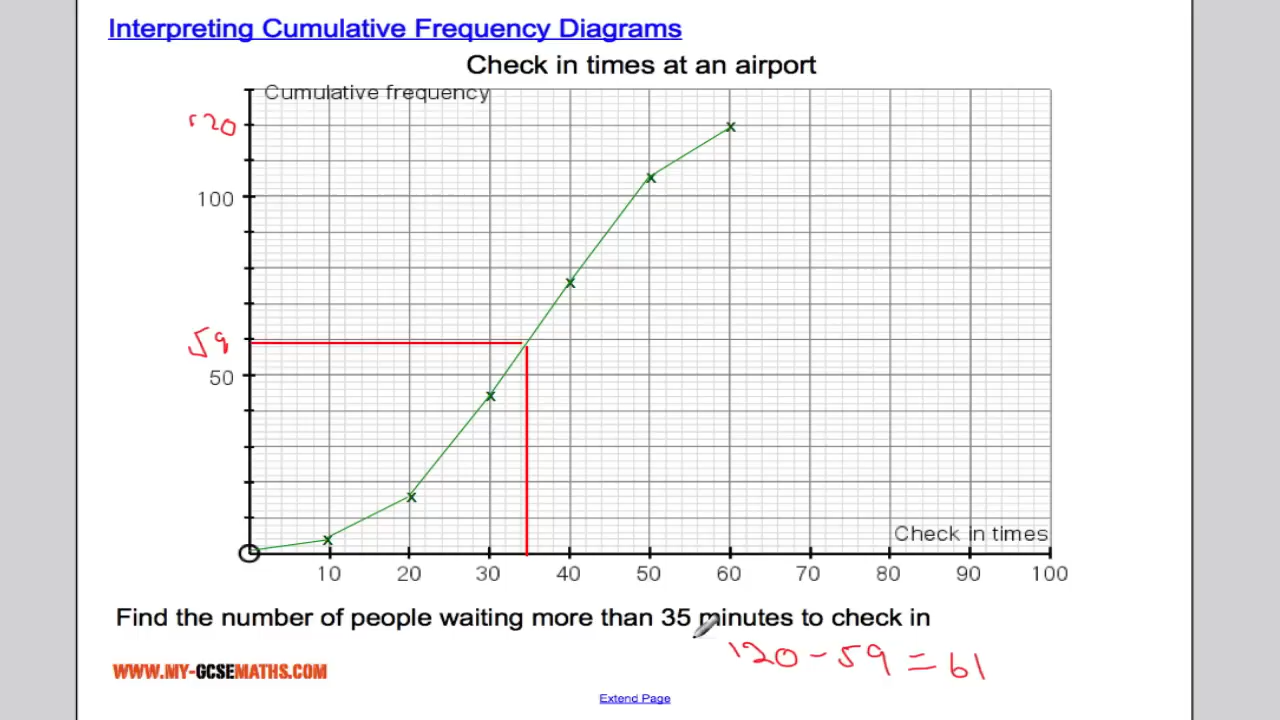 Interpreting Cumulative Frequency Diagrams
Check in times at an airport
Cumulative frequency
120
100
59
50
Check in times
10 20 30 40 50 60 70 80 90 100
Find the number of people waiting more than 35 minutes to check in
120 - 59 = 61
WWW.MY-GCSEMATHS.COM
Extend Page